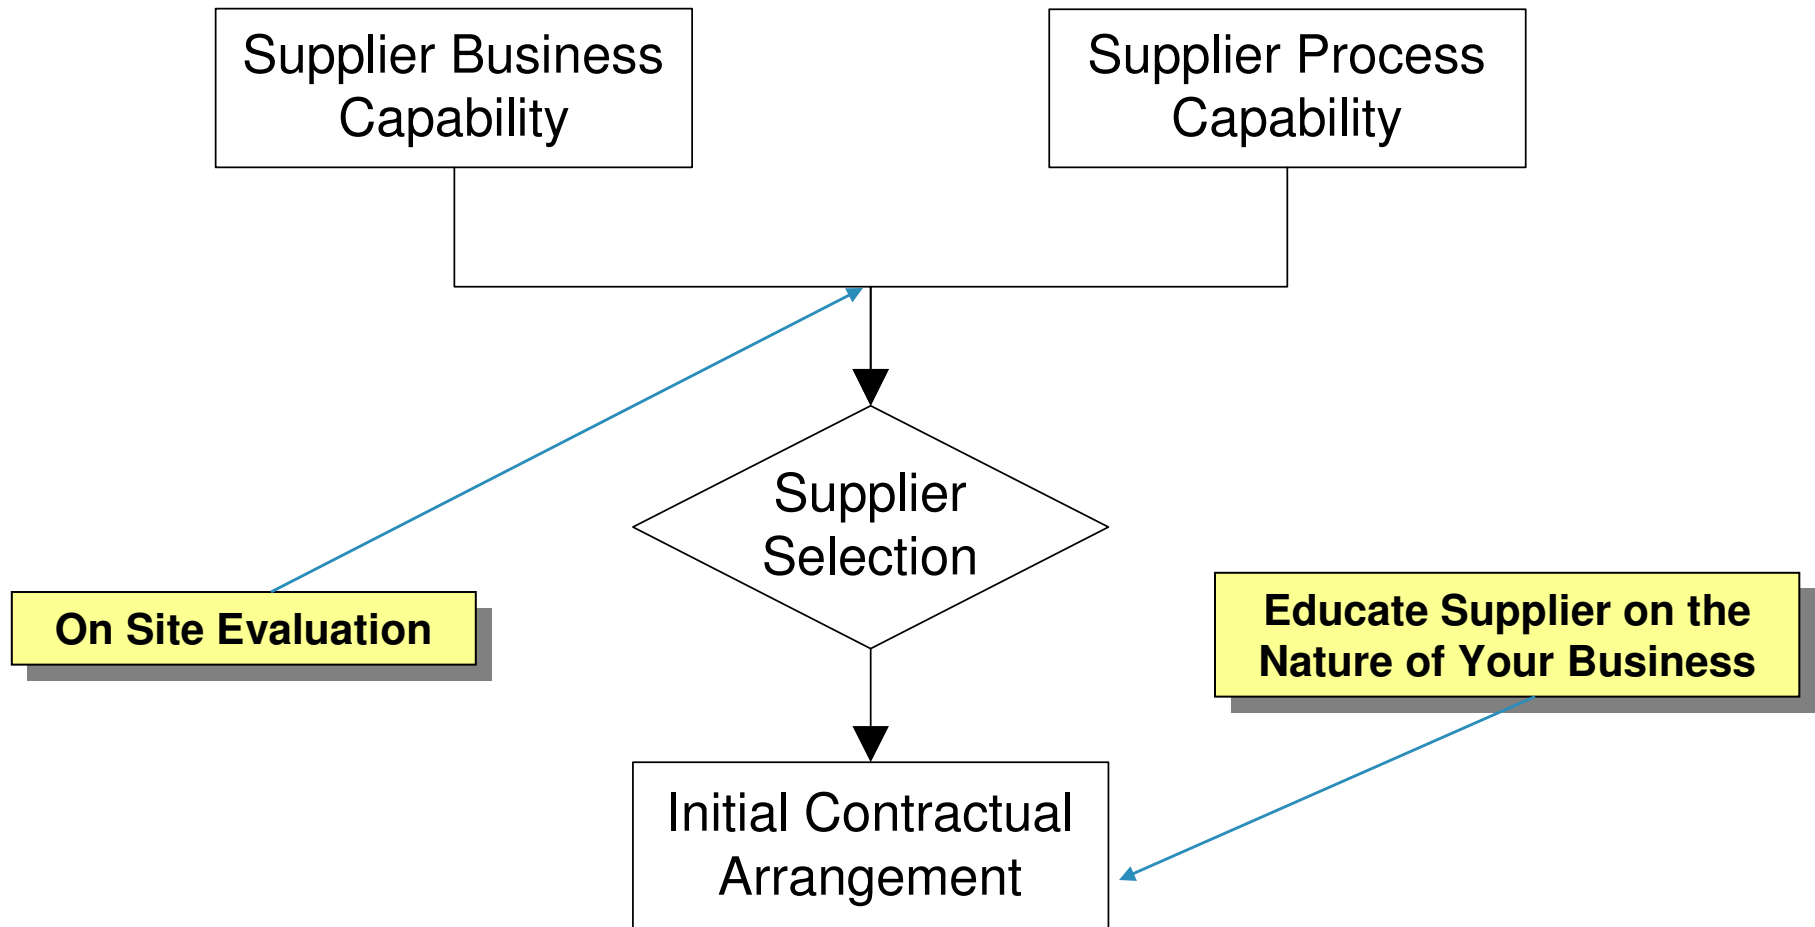 Supplier Business
Capability
Supplier Process
Capability
Supplier
Selection
On Site Evaluation
Educate Supplier on the
Nature of Your Business
Initial Contractual
Arrangement